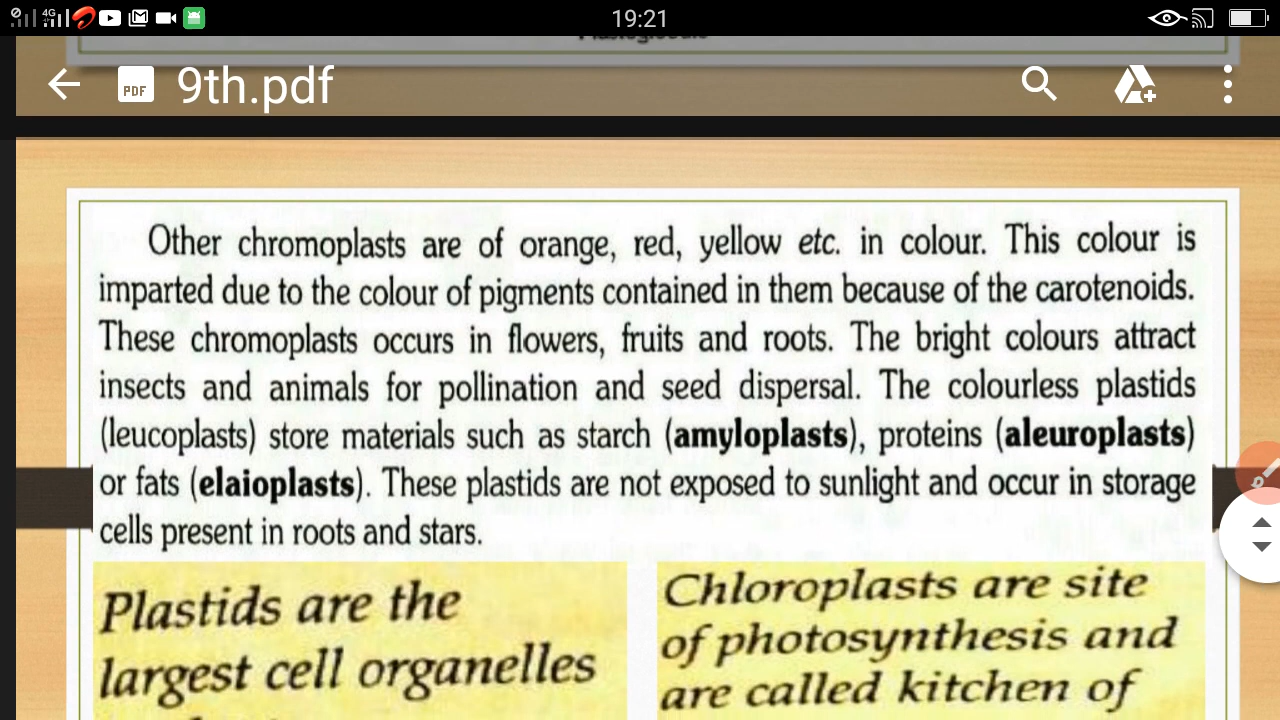 4G
19:21
PDF 9th.pdf
Other chromoplasts are of orange, red, yellow etc. in colour. This colour is
imparted due to the colour of pigments contained in them because of the carotenoids.
These chromoplasts occurs in flowers, fruits and roots. The bright colours attract
insects and animals for pollination and seed dispersal. The colourless plastids
(leucoplasts) store materials such as starch (amyloplasts), proteins (aleuroplasts)
or fats (elaioplasts). These plastids are not exposed to sunlight and occur in storage
cells present in roots and stars.
Plastids are the
largest cell organelles
Chloroplasts are site
of photosynthesis and
are called kitchen of